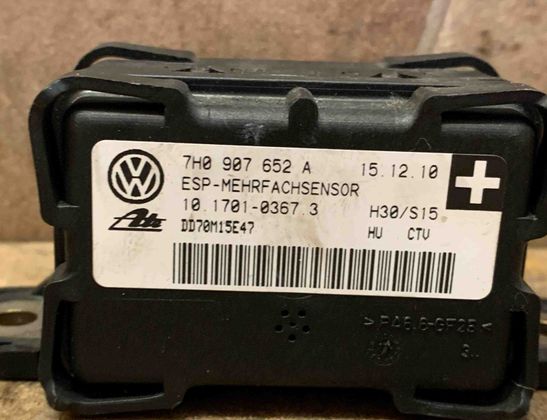 7H0 907 652 A 15.12.10
ESP-MEHRFACHSENSOR
10.1701-0367.3 H30/S15
Ate DD70M15E47 HU CTV
>PA6.6-GF25<